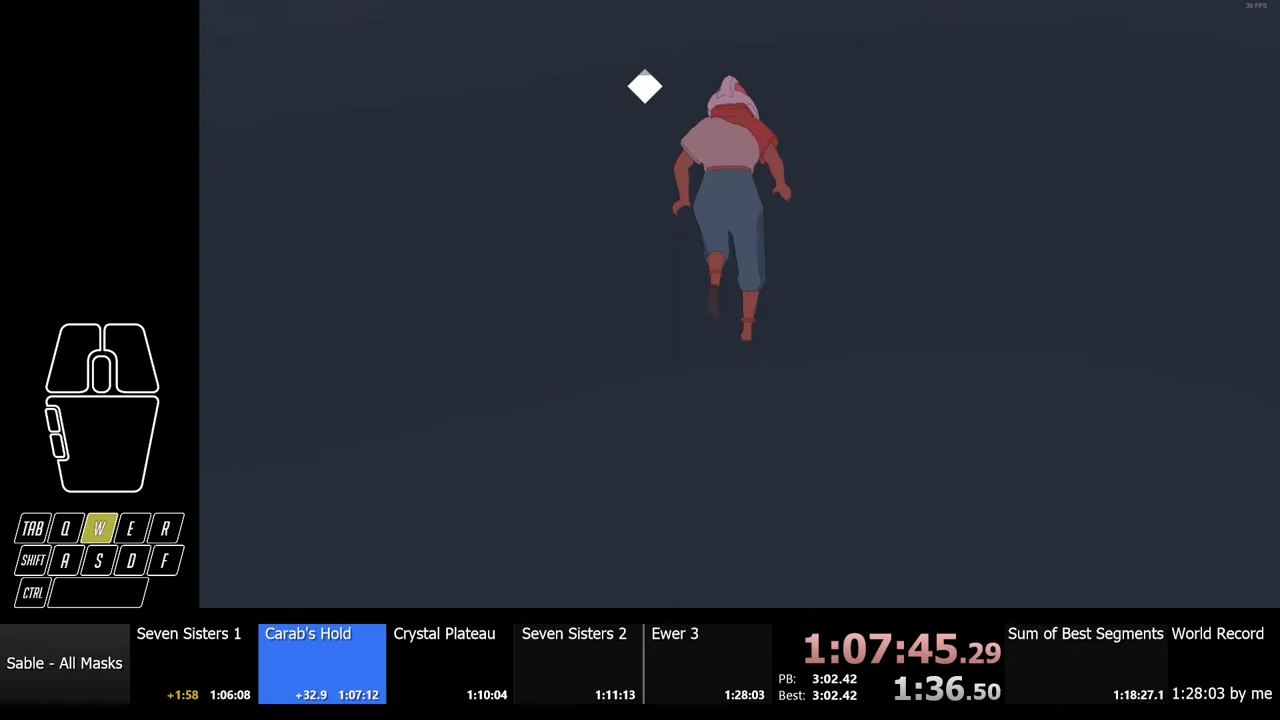 30 FPS
TAB Q W E R
SHIFT A S D F
CTRL
Sable - All Masks
Seven Sisters 1
+1:58 1:06:08
Carab's Hold
+32.9 1:07:12
Crystal Plateau
1:10:04
Seven Sisters 2
1:11:13
Ewer 3
1:28:03
1:07:45.29
PB: 3:02.42
Best: 3:02.42
1:36.50
Sum of Best Segments
1:18:27.1
World Record
1:28:03 by me